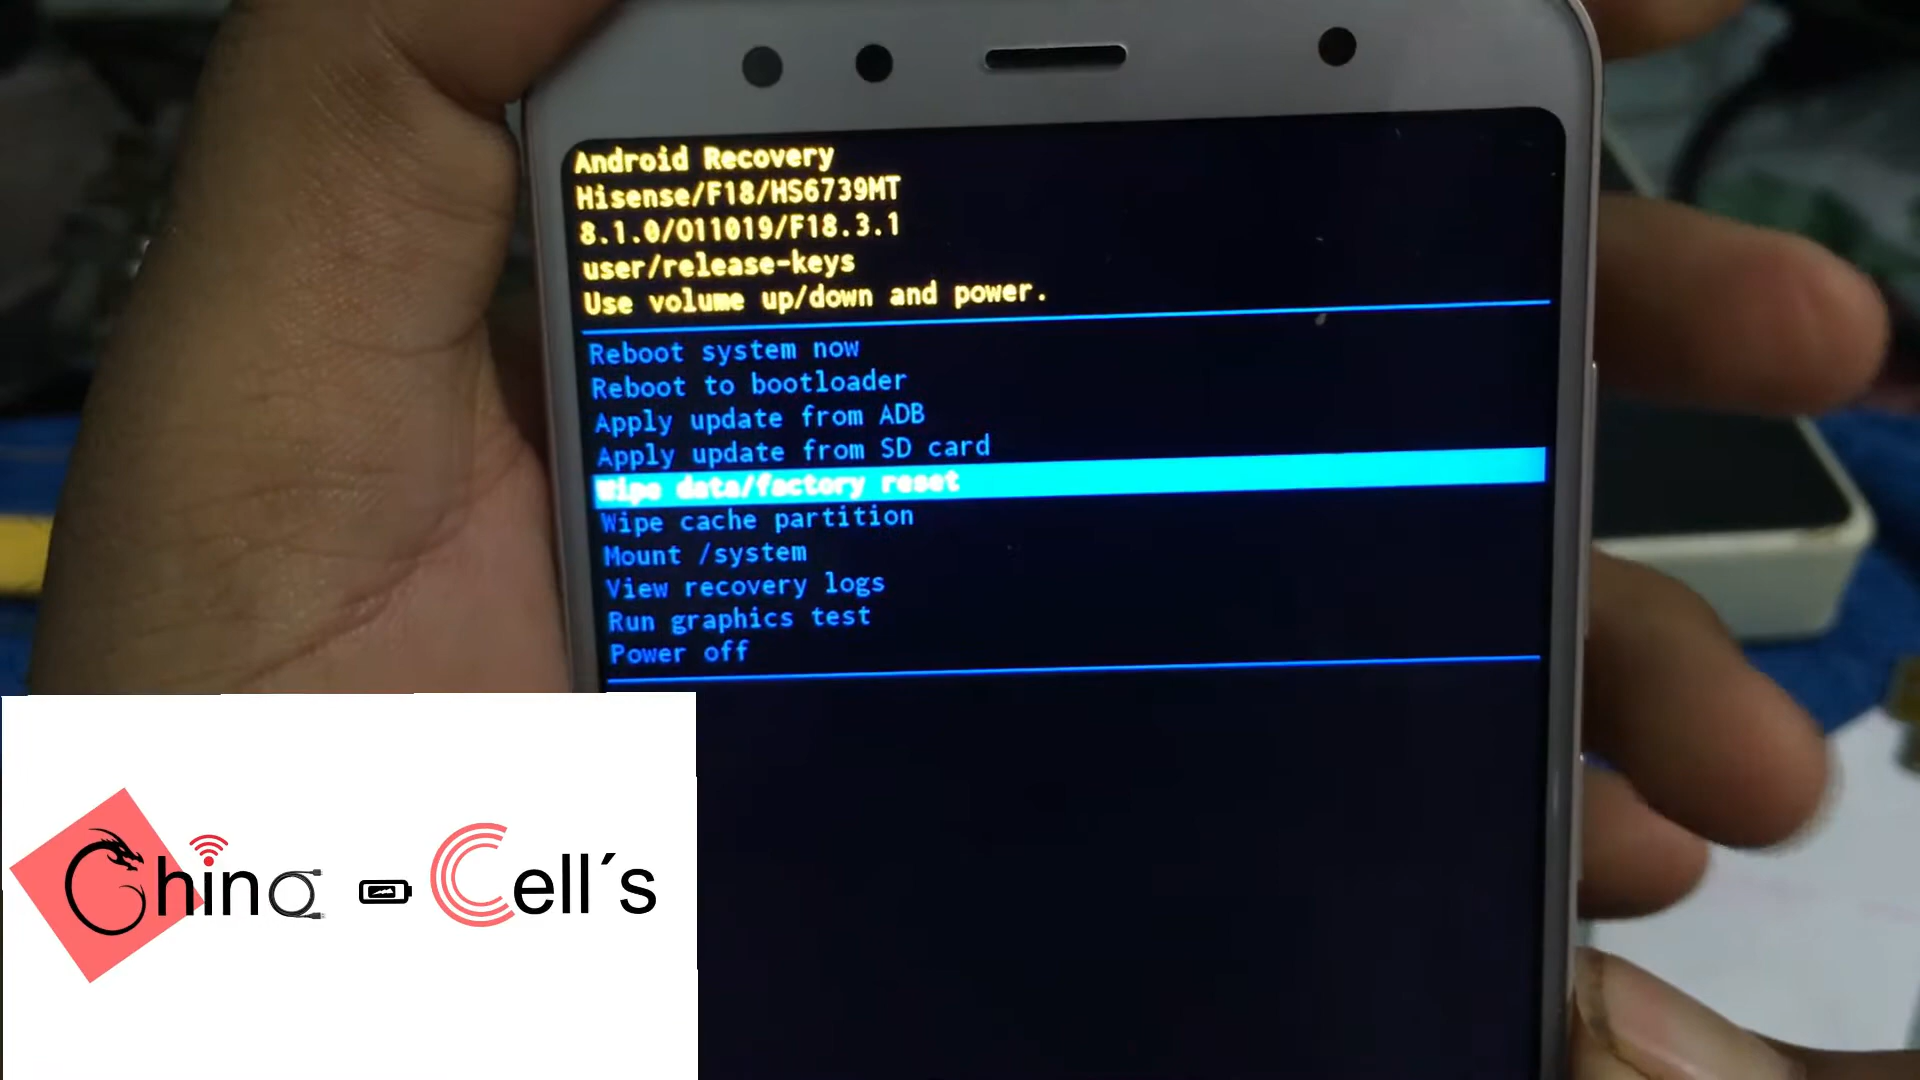 Android Recovery
Hisense/F18/HS6739MT
8.1.0/O11019/F18.3.1
user/release-keys
Use volume up/down and power.
Reboot system now
Reboot to bootloader
Apply update from ADB
Apply update from SD card
Wipe data/factory reset
Wipe cache partition
Mount /system
View recovery logs
Run graphics test
Power off
China - Cell´s